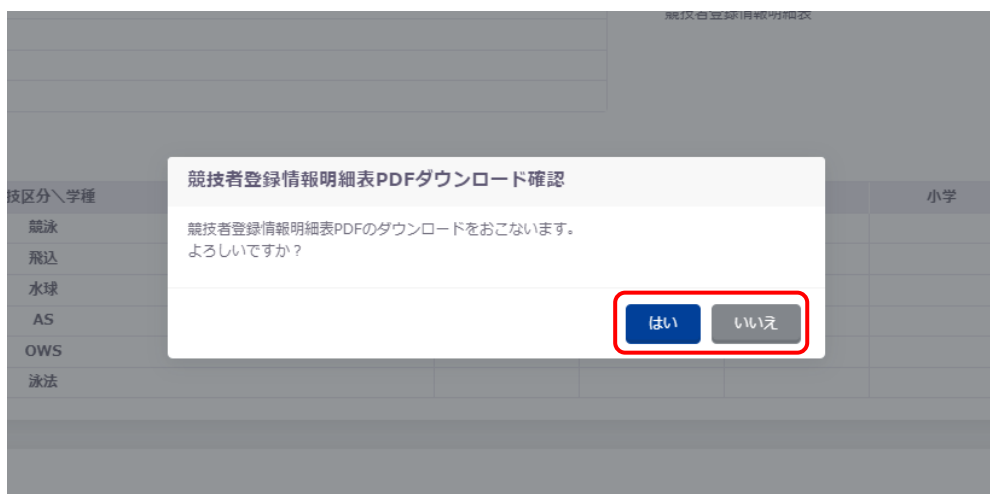 競技者登録情報明細表
競技者登録情報明細表PDFダウンロード確認
競技者登録情報明細表PDFのダウンロードをおこないます。
よろしいですか？
はい いいえ
技区分＼学種 小学
競泳
飛込
水球
AS
OWS
泳法